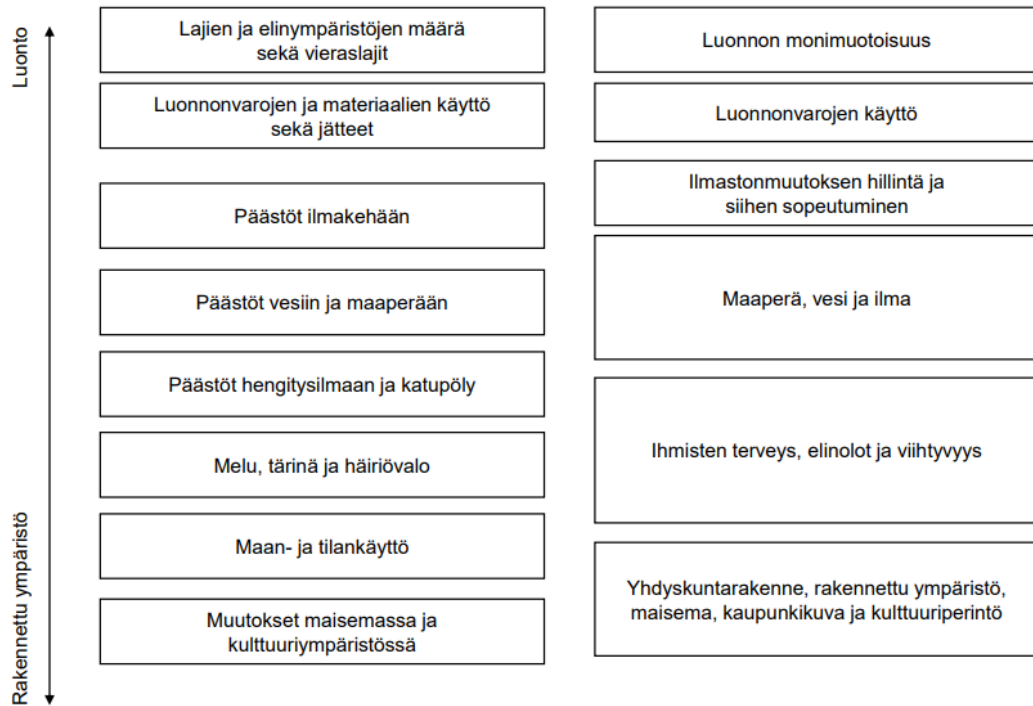 Luonto
Rakennettu ympäristö
Lajien ja elinympäristöjen määrä
sekä vieraslajit
Luonnonvarojen ja materiaalien käyttö
sekä jätteet
Päästöt ilmakehään
Päästöt vesiin ja maaperään
Päästöt hengitysilmaan ja katupöly
Melu, tärinä ja häiriövalo
Maan- ja tilankäyttö
Muutokset maisemassa ja
kulttuuriympäristössä
Luonnon monimuotoisuus
Luonnonvarojen käyttö
Ilmastonmuutoksen hillintä ja
siihen sopeutuminen
Maaperä, vesi ja ilma
Ihmisten terveys, elinolot ja viihtyvyys
Yhdyskuntarakenne, rakennettu ympäristö,
maisema, kaupunkikuva ja kulttuuriperintö